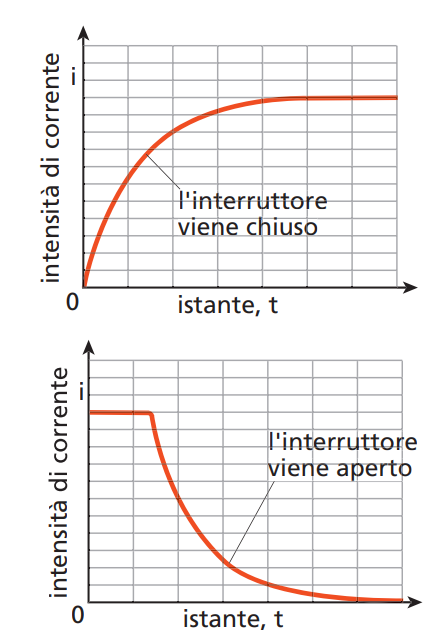 intensità di corrente
i
l'interruttore
viene chiuso
0
istante, t
intensità di corrente
i
l'interruttore
viene aperto
0
istante, t